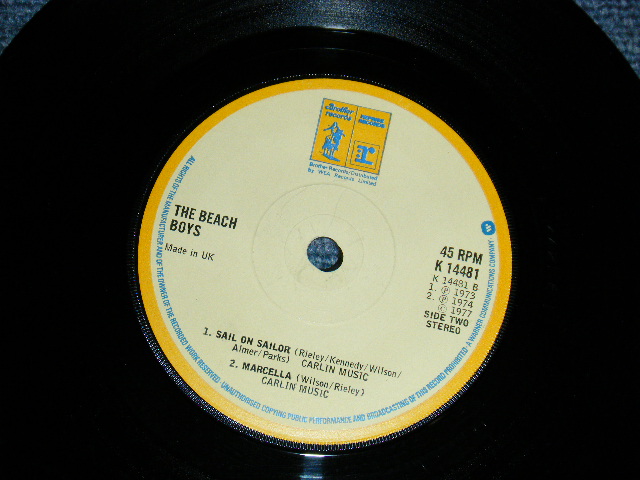 Brother records
REPRISE RECORDS
r
Brother Records/Distributed
By WEA Records Limited
THE BEACH
BOYS
Made in UK
W
45 RPM
K 14481
K 14481 B
1. ℗ 1973
2. ℗ 1974
© 1977
SIDE TWO
STEREO
1. SAIL ON SAILOR (Rieley/Kennedy/Wilson/
Almer/Parks) CARLIN MUSIC
2. MARCELLA (Wilson/Rieley)
CARLIN MUSIC
ALL RIGHTS OF THE MANUFACTURER AND OF THE OWNER OF THE RECORDED WORK RESERVED · UNAUTHORISED COPYING PUBLIC PERFORMANCE AND BROADCASTING OF THIS RECORD PROHIBITED A WARNER COMMUNICATIONS COMPANY